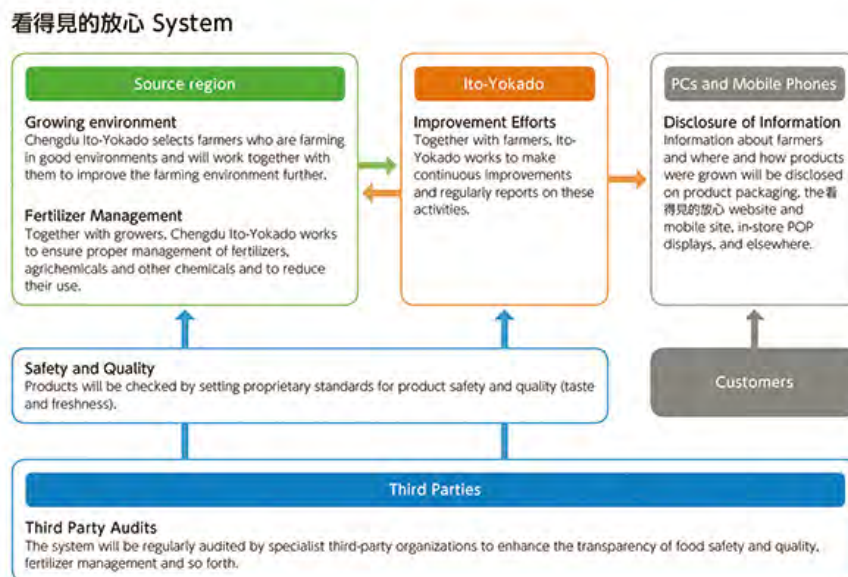 看得見的放心 System
Source region
Growing environment
Chengdu Ito-Yokado selects farmers who are farming
in good environments and will work together with
them to improve the farming environment further.
Fertilizer Management
Together with growers, Chengdu Ito-Yokado works
to ensure proper management of fertilizers,
agrichemicals and other chemicals and to reduce
their use.
Ito-Yokado
Improvement Efforts
Together with farmers, Ito-
Yokado works to make
continuous improvements
and regularly reports on these
activities.
PCs and Mobile Phones
Disclosure of Information
Information about farmers
and where and how products
were grown will be disclosed
on product packaging, the看
得見的放心 website and
mobile site, in-store POP
displays, and elsewhere.
Safety and Quality
Products will be checked by setting proprietary standards for product safety and quality (taste
and freshness).
Customers
Third Parties
Third Party Audits
The system will be regularly audited by specialist third-party organizations to enhance the transparency of food safety and quality,
fertilizer management and so forth.